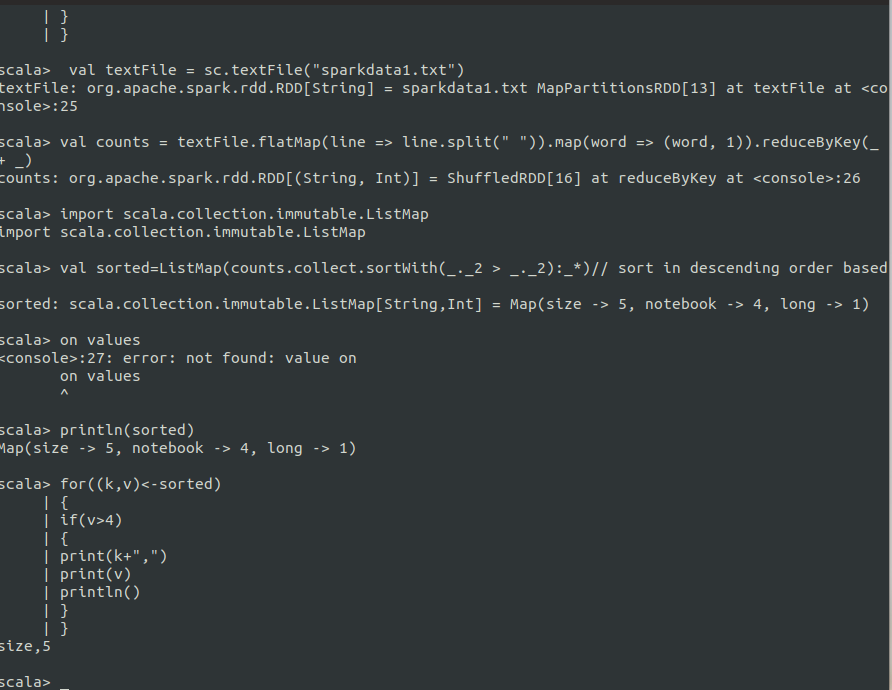 | }
| }
scala>  val textFile = sc.textFile("sparkdata1.txt")
textFile: org.apache.spark.rdd.RDD[String] = sparkdata1.txt MapPartitionsRDD[13] at textFile at <co
nsole>:25
scala> val counts = textFile.flatMap(line => line.split(" ")).map(word => (word, 1)).reduceByKey(_
+ _)
counts: org.apache.spark.rdd.RDD[(String, Int)] = ShuffledRDD[16] at reduceByKey at <console>:26
scala> import scala.collection.immutable.ListMap
import scala.collection.immutable.ListMap
scala> val sorted=ListMap(counts.collect.sortWith(_._2 > _._2):_*)// sort in descending order based
sorted: scala.collection.immutable.ListMap[String,Int] = Map(size -> 5, notebook -> 4, long -> 1)
scala> on values
<console>:27: error: not found: value on
       on values
       ^
scala> println(sorted)
Map(size -> 5, notebook -> 4, long -> 1)
scala> for((k,v)<-sorted)
| {
| if(v>4)
| {
| print(k+",")
| print(v)
| println()
| }
| }
size,5
scala> _